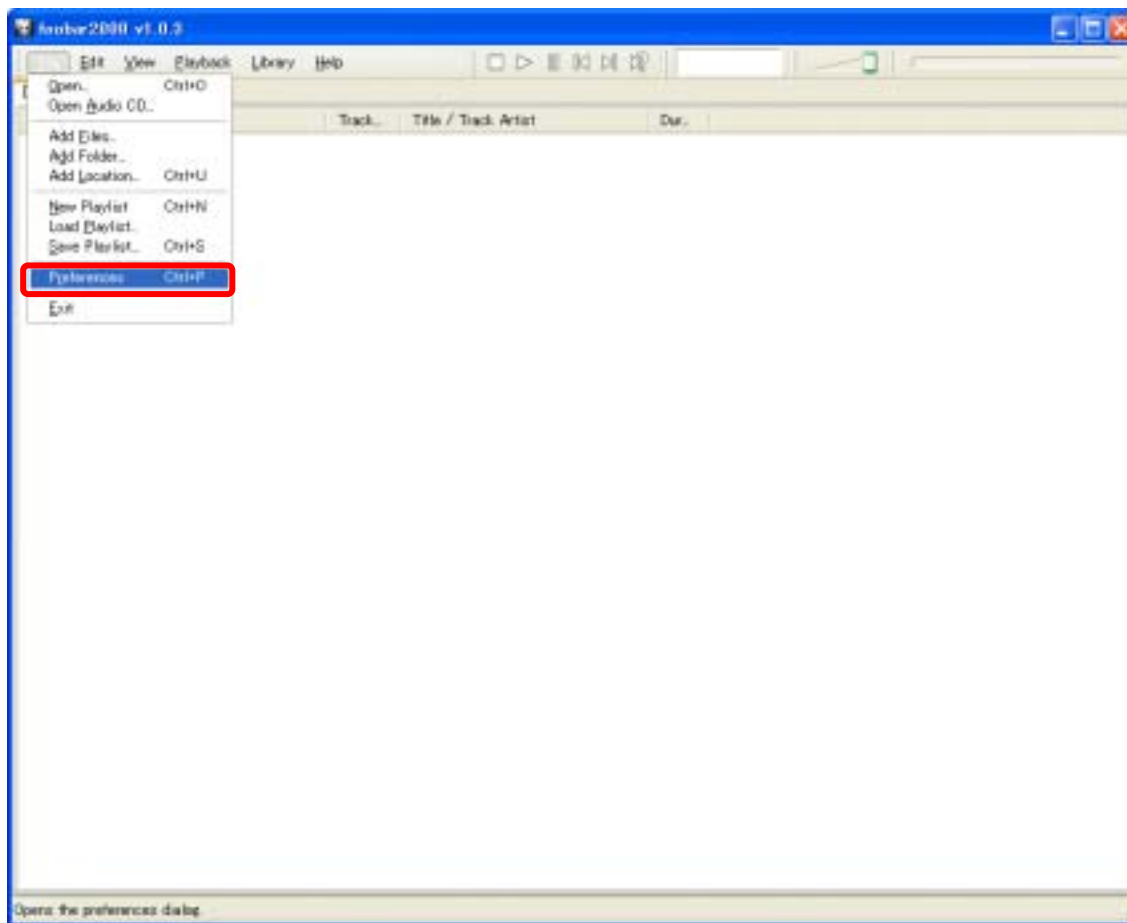 foobar2000 v1.0.3
Edit View Playback Library Help
Open.. Ctrl+O
Open Audio CD..
Track.. Title / Track Artist Dur..
Add Files..
Add Folder..
Add Location.. Ctrl+U
New Playlist Ctrl+N
Load Playlist..
Save Playlist.. Ctrl+S
Preferences Ctrl+P
Exit
Opens the preferences dialog.